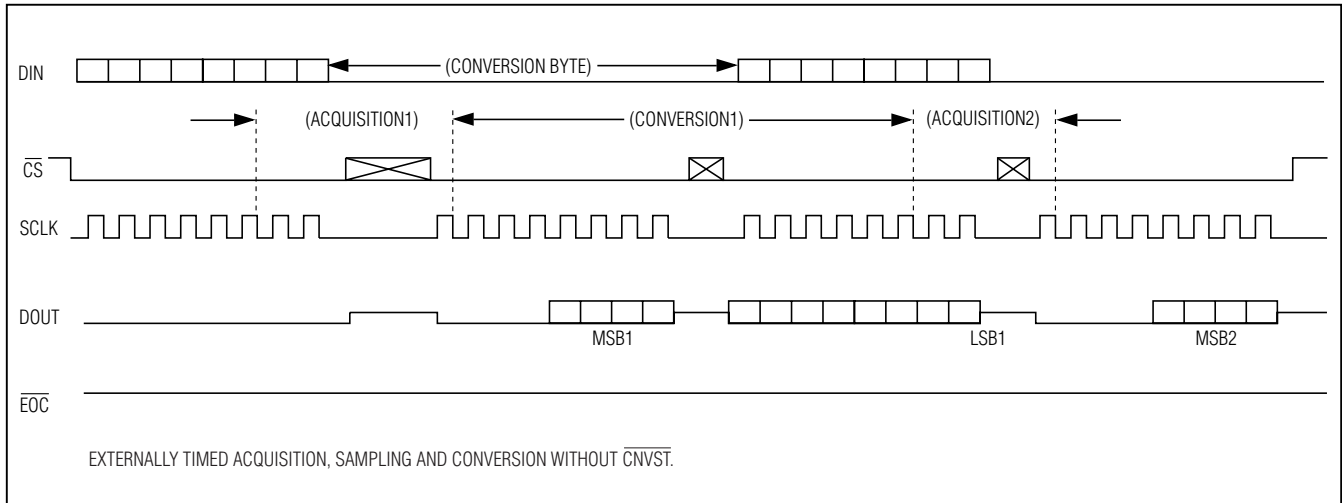 DIN
(CONVERSION BYTE)
(ACQUISITION1)
(CONVERSION1)
(ACQUISITION2)
CS
SCLK
DOUT
MSB1
LSB1
MSB2
EOC
EXTERNALLY TIMED ACQUISITION, SAMPLING AND CONVERSION WITHOUT CNVST.